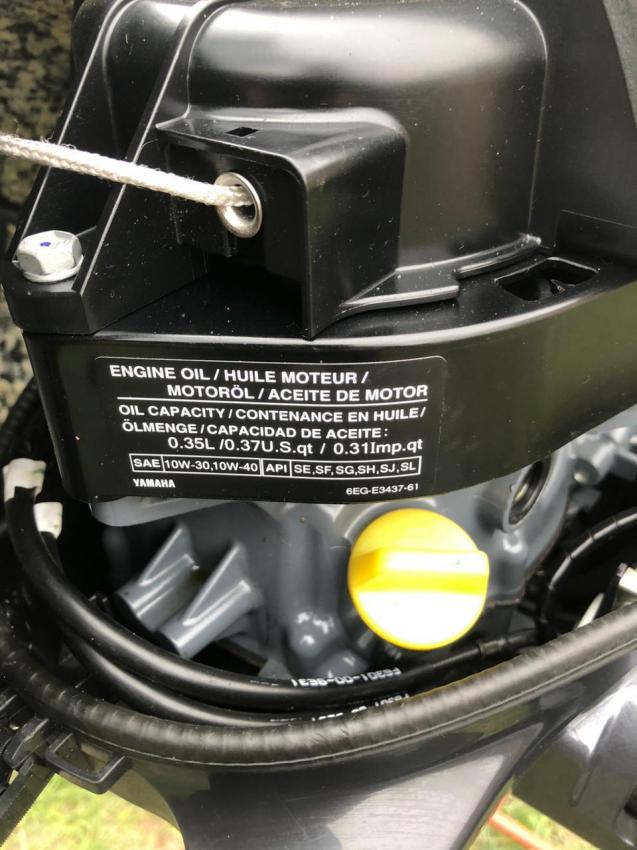 ENGINE OIL / HUILE MOTEUR /
MOTORÖL / ACEITE DE MOTOR
OIL CAPACITY / CONTENANCE EN HUILE /
ÖLMENGE / CAPACIDAD DE ACEITE :
0.35L /0.37U.S.qt / 0.31Imp.qt
SAE 10W-30,10W-40 API SE,SF,SG,SH,SJ,SL
YAMAHA 6EG-E3437-61